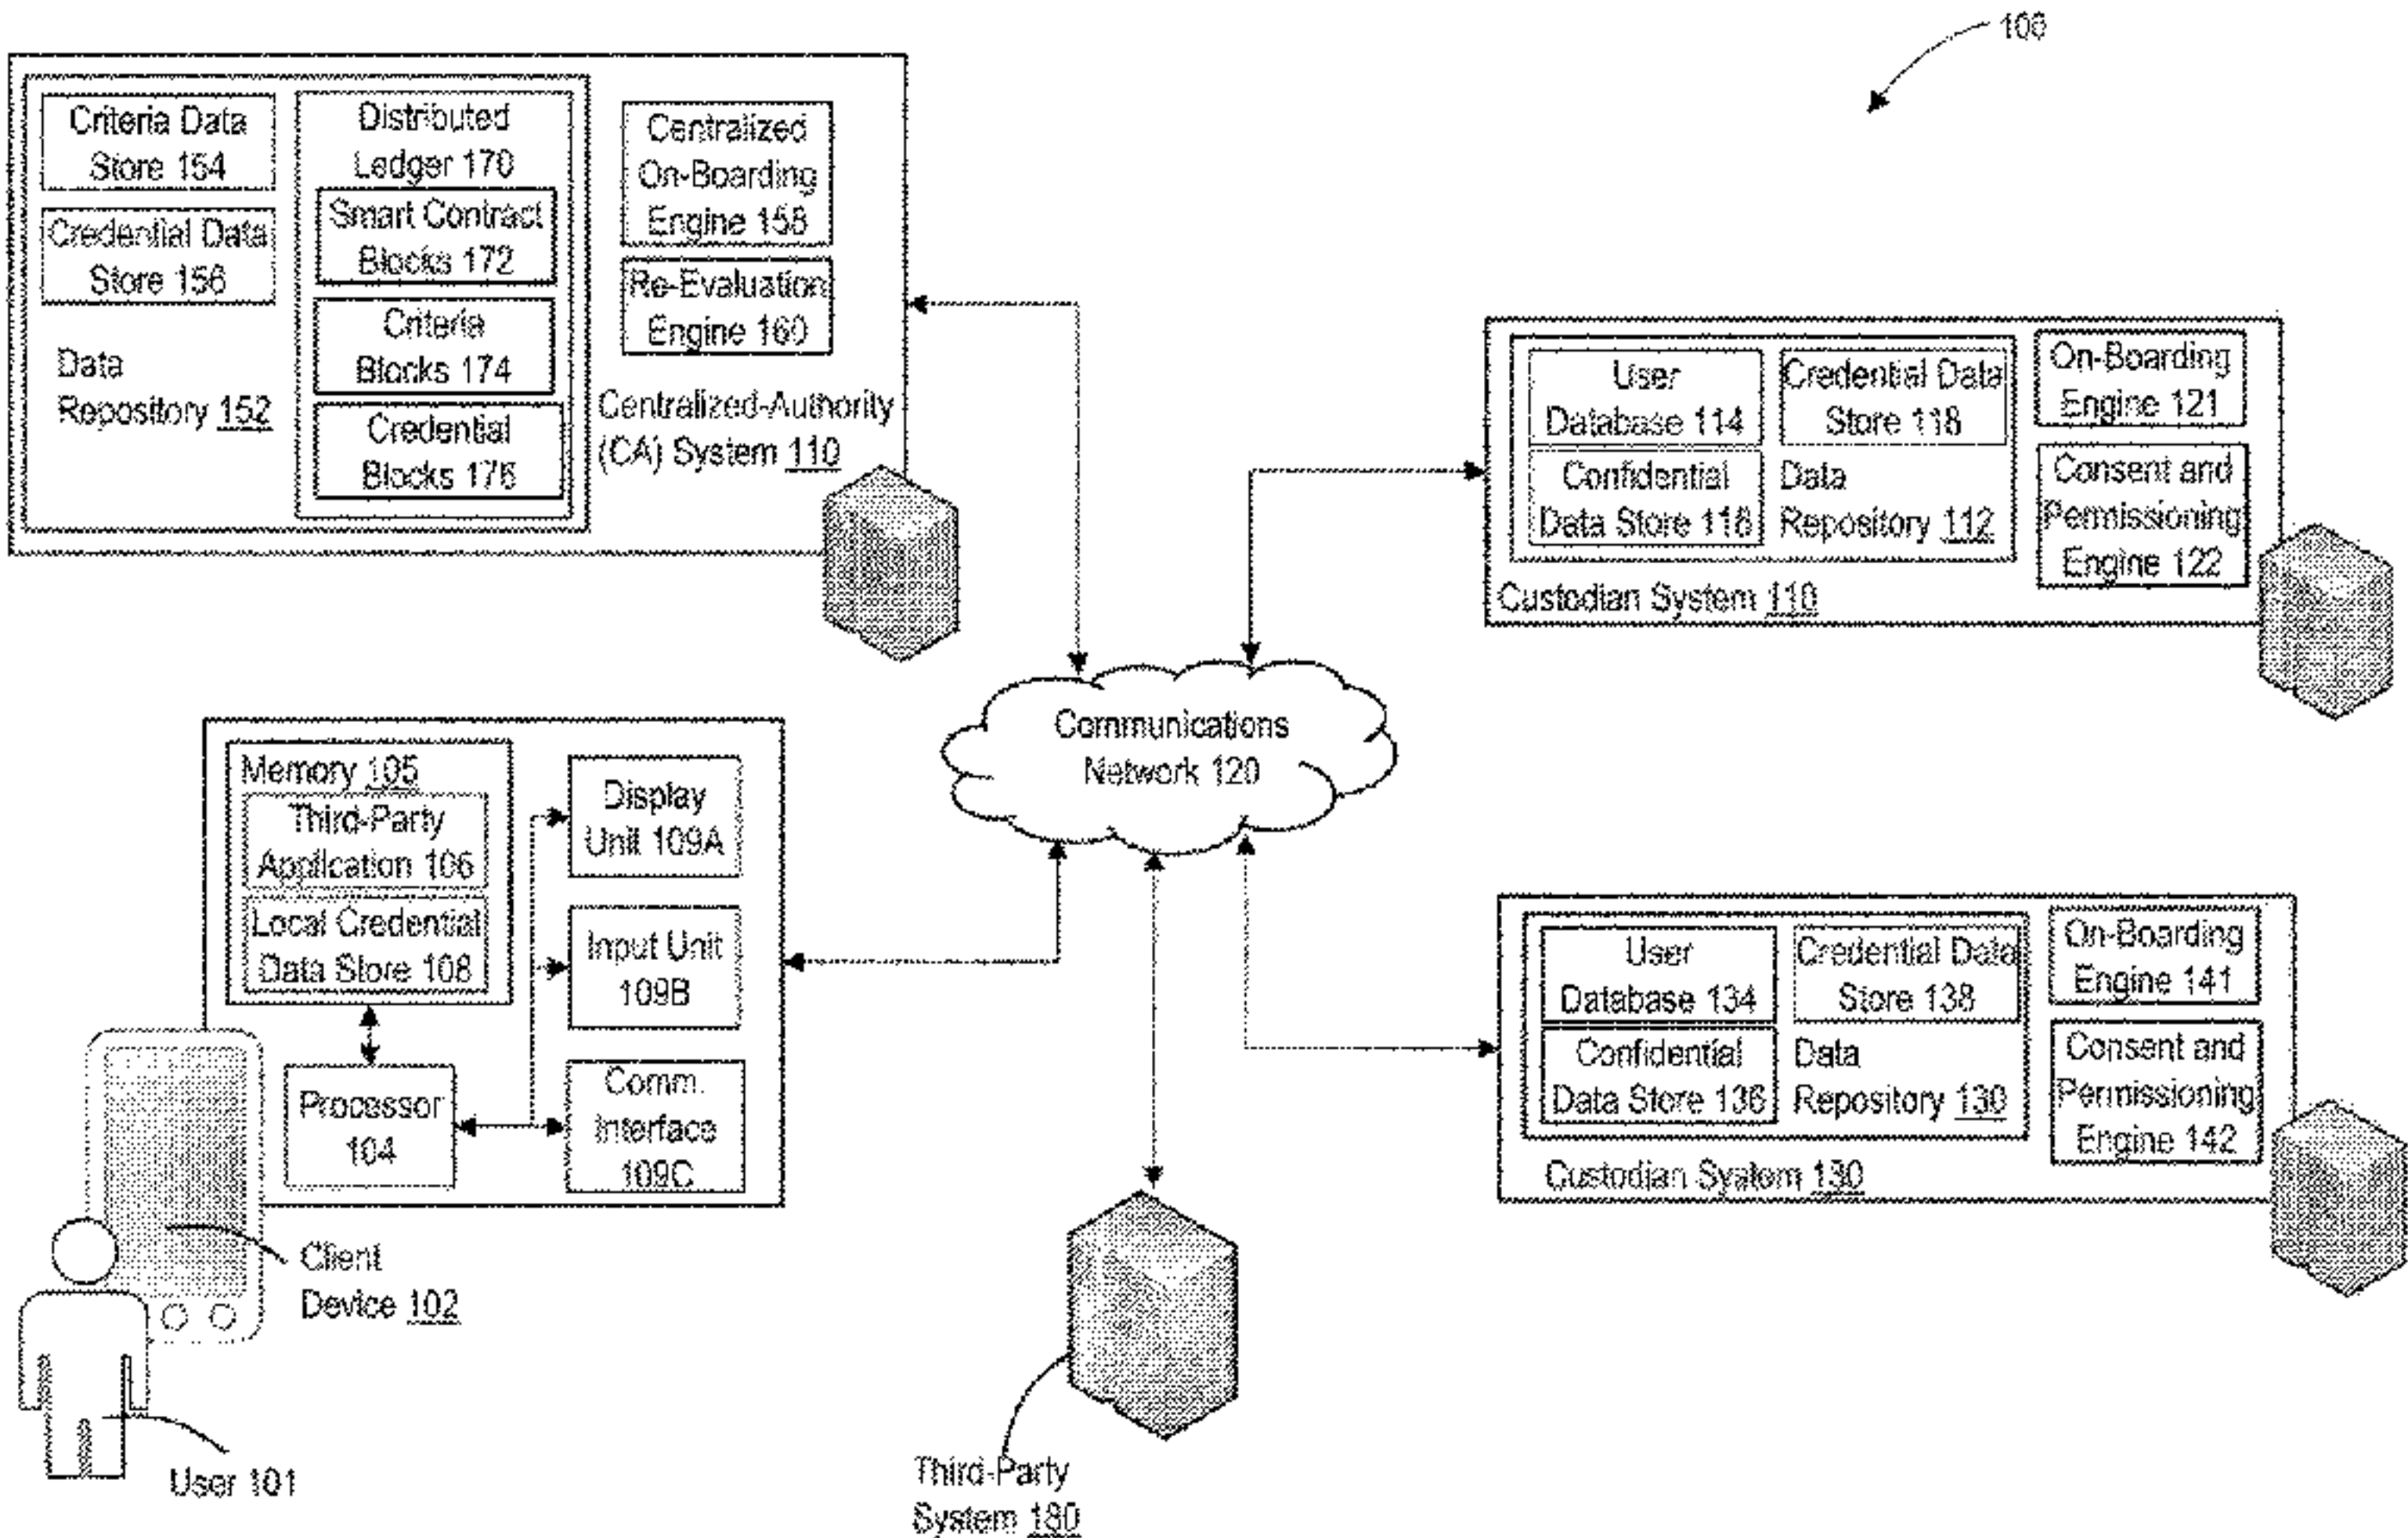 100
Criteria Data
Store 154
Credential Data
Store 156
Data
Repository 152
Distributed
Ledger 170
Smart Contract
Blocks 172
Criteria
Blocks 174
Credential
Blocks 176
Centralized
On-Boarding
Engine 158
Re-Evaluation
Engine 160
Centralized-Authority
(CA) System 110
User
Database 114
Credential Data
Store 118
Confidential
Data Store 116
Data
Repository 112
On-Boarding
Engine 121
Consent and
Permissioning
Engine 122
Custodian System 110
Communications
Network 120
Memory 105
Third-Party
Application 106
Local Credential
Data Store 108
Display
Unit 109A
Input Unit
109B
Processor
104
Comm.
Interface
109C
Client
Device 102
User 101
User
Database 134
Credential Data
Store 138
Confidential
Data Store 136
Data
Repository 130
On-Boarding
Engine 141
Consent and
Permissioning
Engine 142
Custodian System 130
Third-Party
System 180